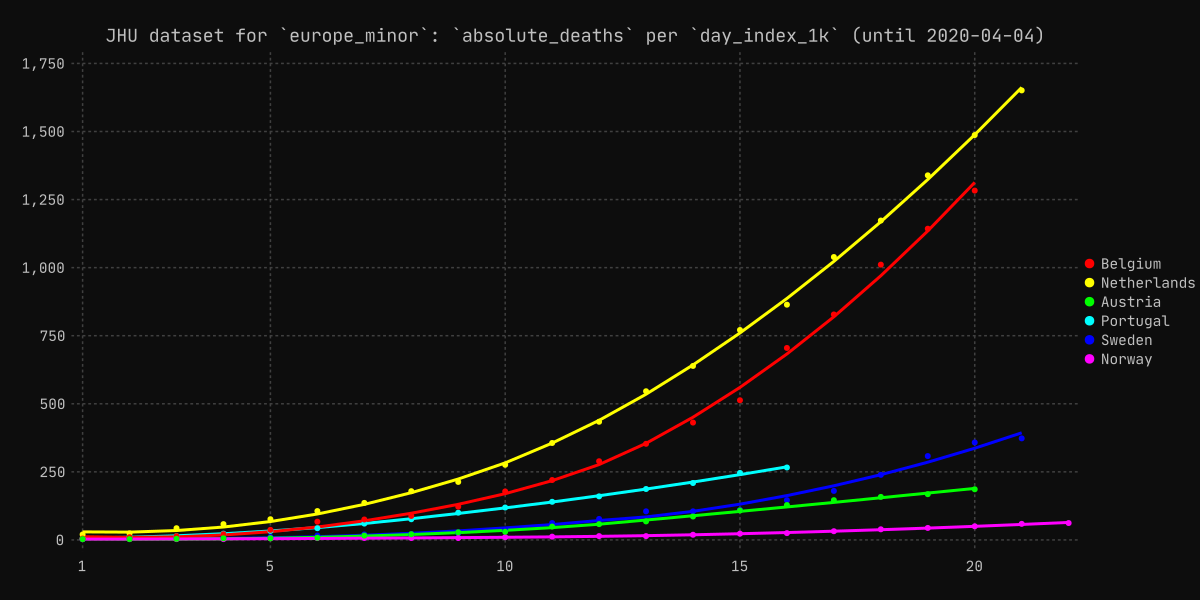 JHU dataset for `europe_minor`: `absolute_deaths` per `day_index_1k` (until 2020-04-04)
1,750
1,500
1,250
1,000
750
500
250
0
1 5 10 15 20
Belgium
Netherlands
Austria
Portugal
Sweden
Norway